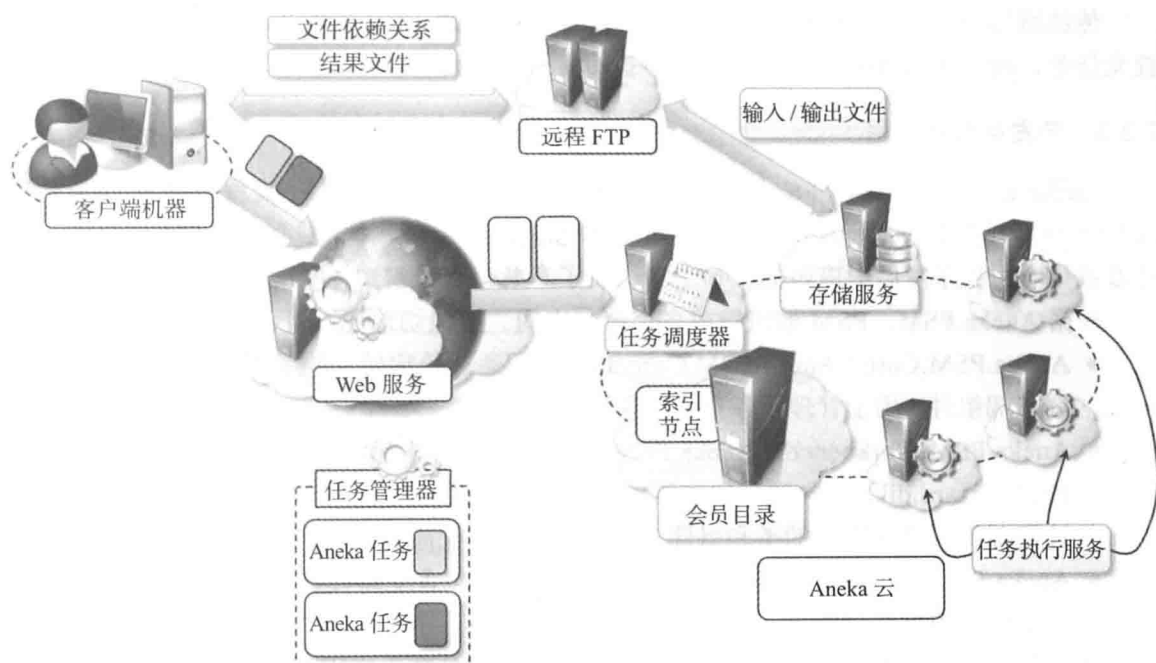 文件依赖关系
结果文件
远程 FTP
输入/输出文件
客户端机器
存储服务
任务调度器
Web 服务
索引
节点
任务管理器
会员目录
Aneka 任务
任务执行服务
Aneka 云
Aneka 任务